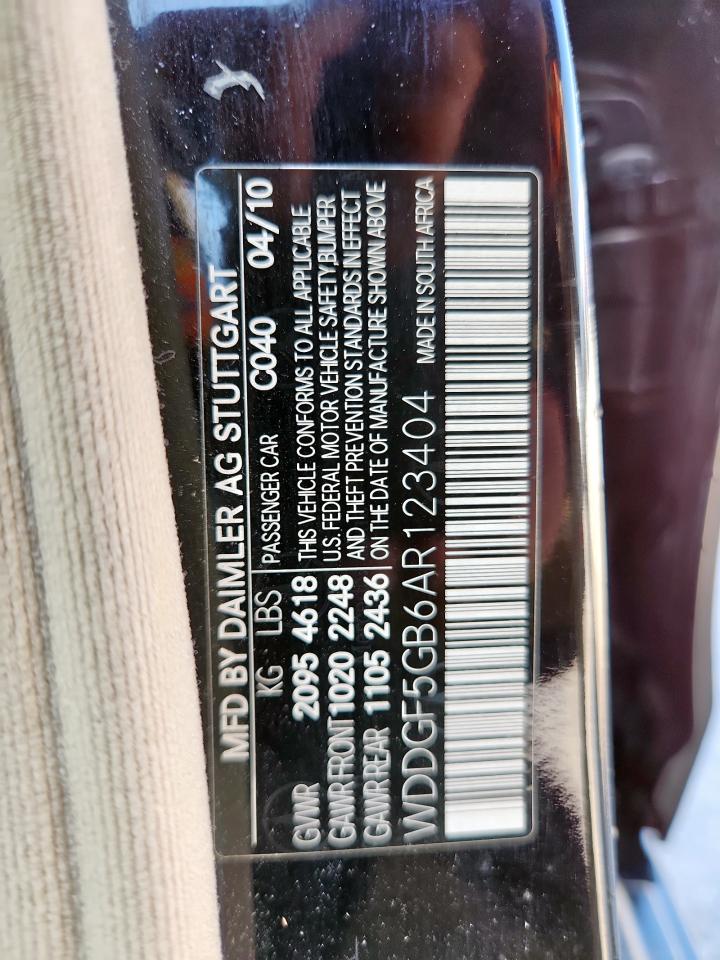 MFD BY DAIMLER AG STUTTGART
KG LBS PASSENGER CAR C040 04/10
GVWR 2095 4618 THIS VEHICLE CONFORMS TO ALL APPLICABLE
GAWR FRONT 1020 2248 U.S. FEDERAL MOTOR VEHICLE SAFETY, BUMPER
GAWR REAR 1105 2436 AND THEFT PREVENTION STANDARDS IN EFFECT
ON THE DATE OF MANUFACTURE SHOWN ABOVE
WDDGF5GB6AR123404 MADE IN SOUTH AFRICA